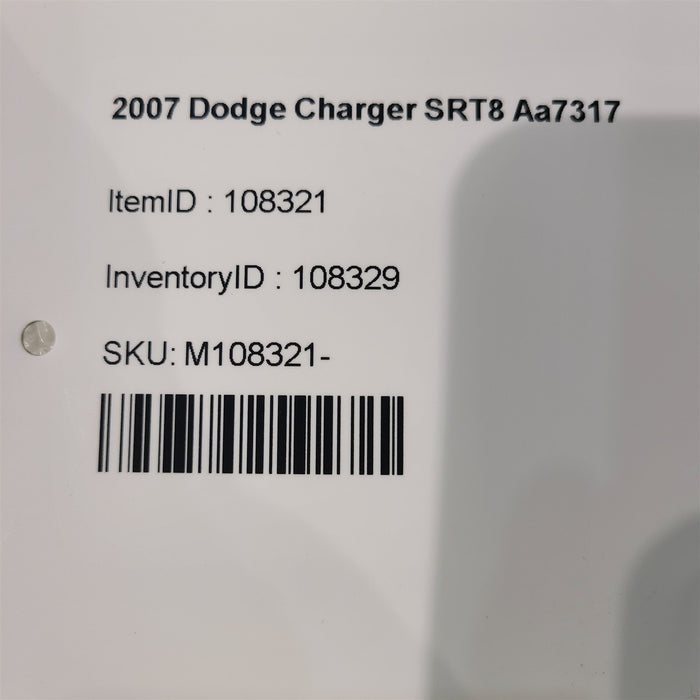 2007 Dodge Charger SRT8 Aa7317
ItemID : 108321
InventoryID : 108329
SKU: M108321-